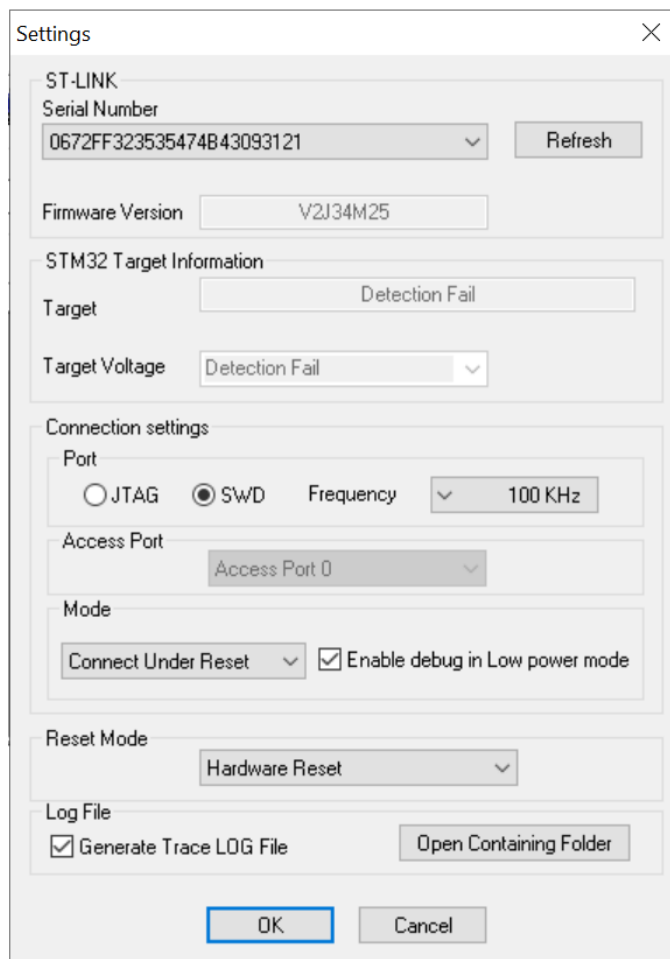 Settings
ST-LINK
Serial Number
0672FF323535474B43093121
Refresh
Firmware Version
V2J34M25
STM32 Target Information
Target
Detection Fail
Target Voltage
Detection Fail
Connection settings
Port
JTAG
SWD
Frequency
100 KHz
Access Port
Access Port 0
Mode
Connect Under Reset
Enable debug in Low power mode
Reset Mode
Hardware Reset
Log File
Generate Trace LOG File
Open Containing Folder
OK
Cancel